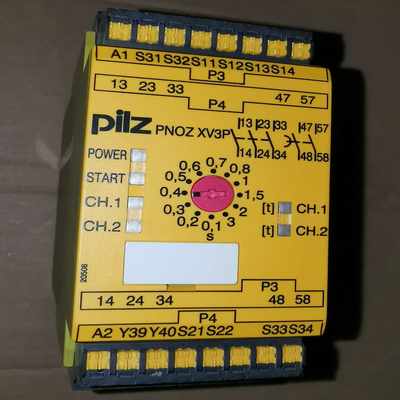 A1 S31 S32 S11 S12 S13 S14
P3
13 23 33
P4
47 57
pilz
PNOZ XV3P
13 23 33 47 57
14 24 34 48 58
POWER
START
CH.1
CH.2
0,1 0,2 0,3 0,4 0,5 0,6 0,7 0,8 1 1,5 2 3
s
[t] CH.1
[t] CH.2
P3
14 24 34
48 58
P4
A2 Y39 Y40 S21 S22 S33 S34